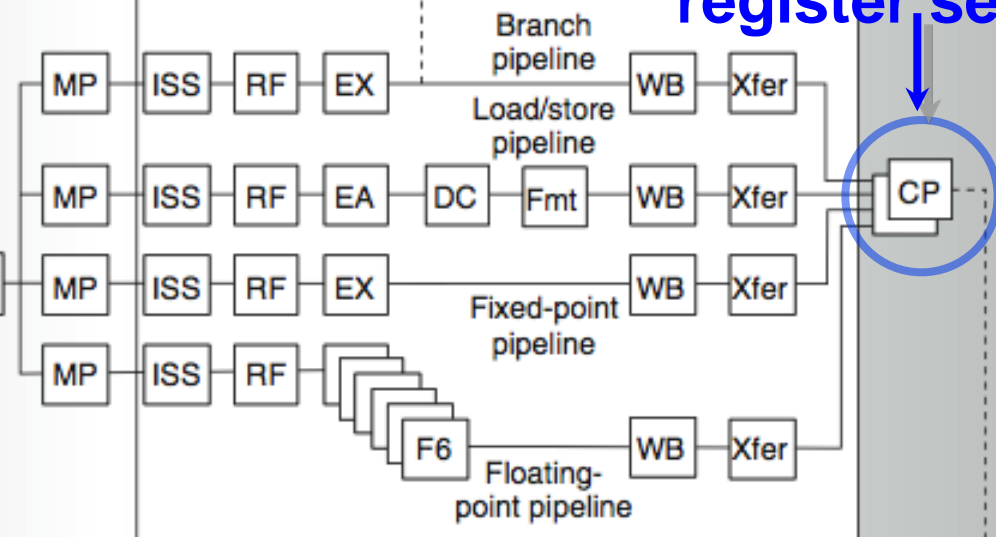 register se
Branch
pipeline
MP ISS RF EX WB Xfer
Load/store
pipeline
MP ISS RF EA DC Fmt WB Xfer
CP
MP ISS RF EX WB Xfer
Fixed-point
pipeline
MP ISS RF
F6 WB Xfer
Floating-
point pipeline